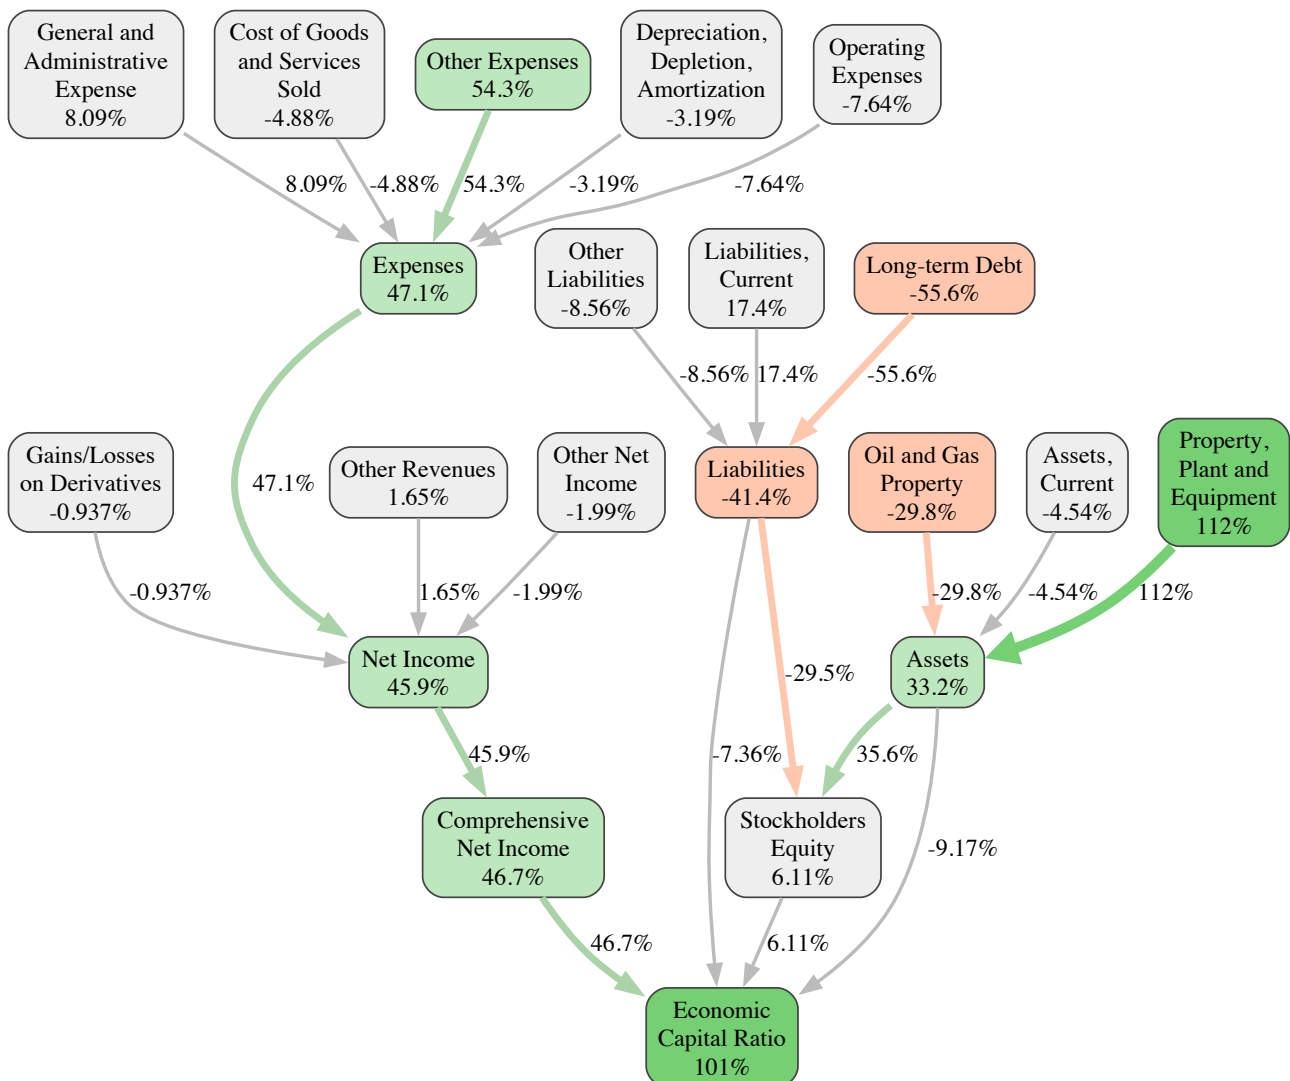 General and
Administrative
Expense
8.09%
Cost of Goods
and Services
Sold
-4.88%
Other Expenses
54.3%
Depreciation,
Depletion,
Amortization
-3.19%
Operating
Expenses
-7.64%
8.09%
-4.88%
54.3%
-3.19%
-7.64%
Expenses
47.1%
Other
Liabilities
-8.56%
Liabilities,
Current
17.4%
Long-term Debt
-55.6%
-8.56%
17.4%
-55.6%
Gains/Losses
on Derivatives
-0.937%
47.1%
Other Revenues
1.65%
Other Net
Income
-1.99%
Liabilities
-41.4%
Oil and Gas
Property
-29.8%
Assets,
Current
-4.54%
Property,
Plant and
Equipment
112%
-0.937%
1.65%
-1.99%
-29.8%
-4.54%
112%
Net Income
45.9%
-29.5%
Assets
33.2%
45.9%
-7.36%
35.6%
Comprehensive
Net Income
46.7%
Stockholders
Equity
6.11%
-9.17%
46.7%
6.11%
Economic
Capital Ratio
101%